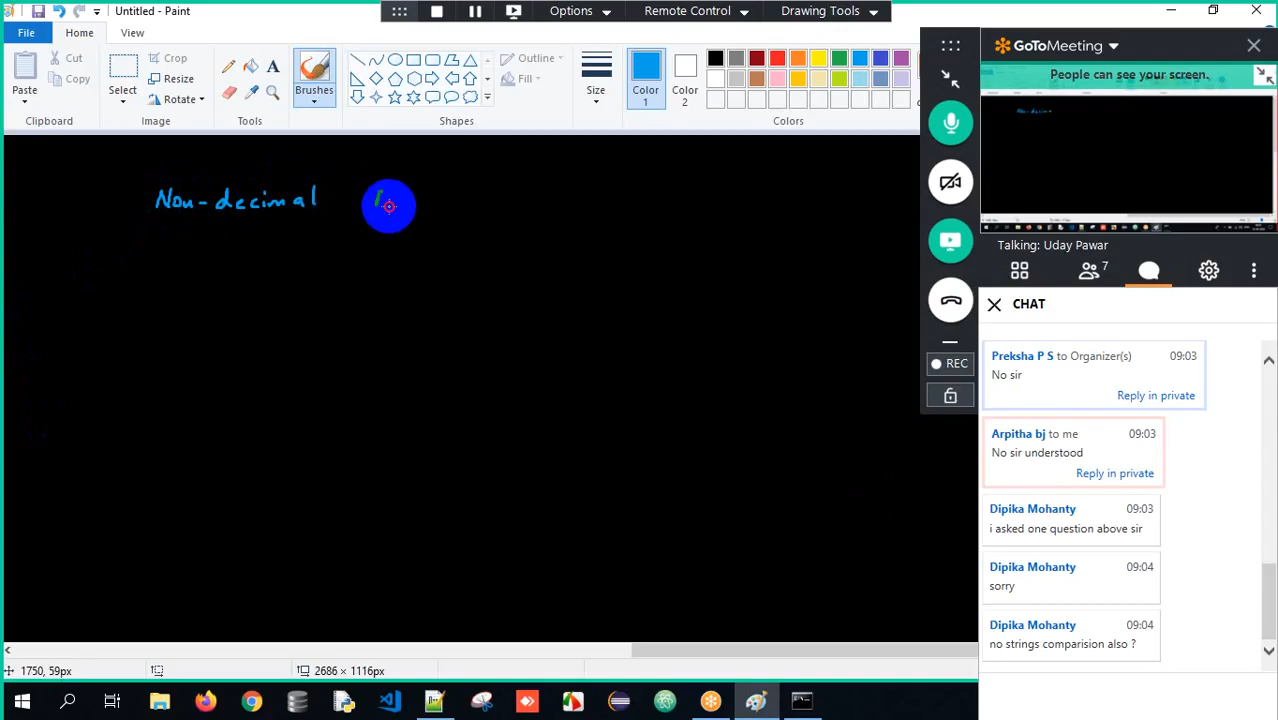 Untitled - Paint
Options
Remote Control
Drawing Tools
File
Home
View
Paste
Cut
Copy
Clipboard
Select
Crop
Resize
Rotate
Image
A
Tools
Brushes
Outline
Fill
Shapes
Size
Color 1
Color 2
Colors
GoToMeeting
People can see your screen.
Non-decimal
Non-decimal
Talking: Uday Pawar
7
CHAT
REC
Preksha P S to Organizer(s) 09:03
No sir
Reply in private
Arpitha bj to me 09:03
No sir understood
Reply in private
Dipika Mohanty 09:03
i asked one question above sir
Dipika Mohanty 09:04
sorry
Dipika Mohanty 09:04
no strings comparision also ?
1750, 59px
2686 × 1116px